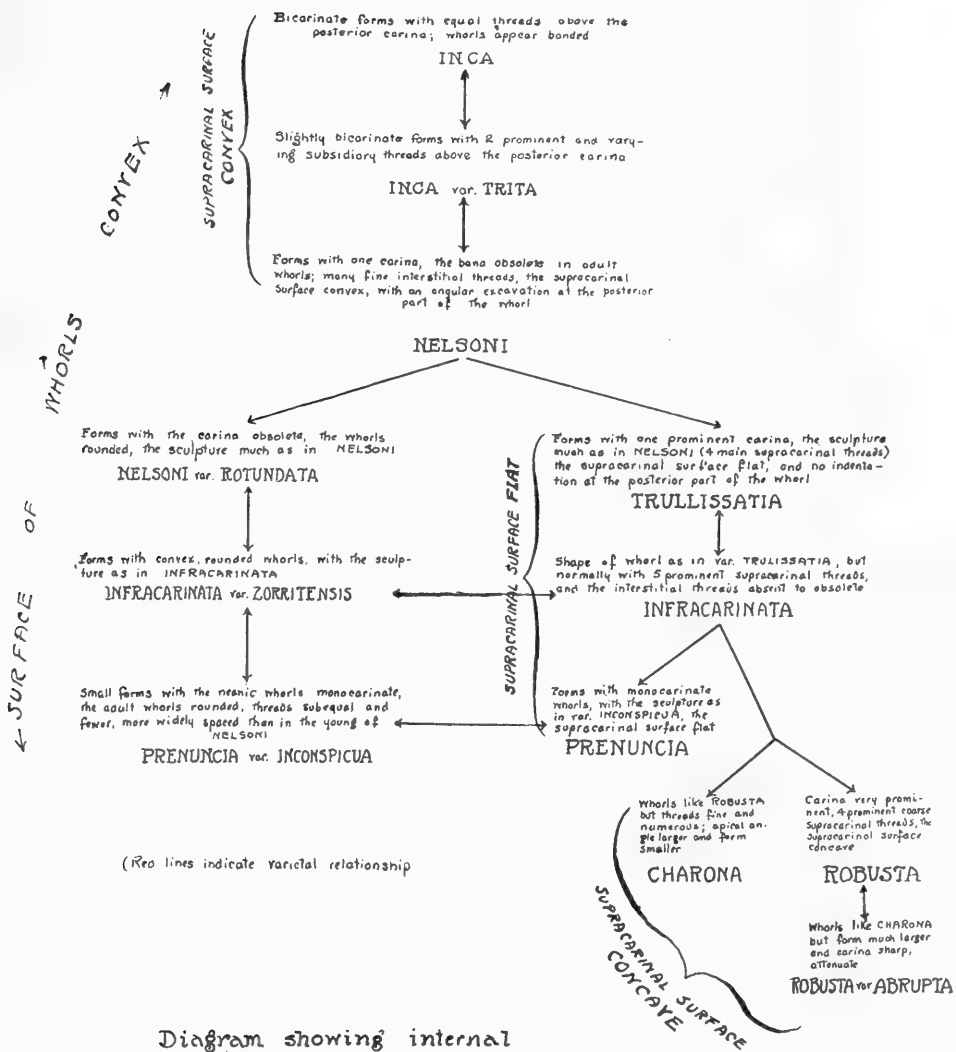 Bicarinate forms with equal threads above the
posterior carina; whorls appear banded
INCA
Slightly bicarinate forms with 2 prominent and vary-
ing subsidiary threads above the posterior carina
INCA var. TRITA
Forms with one carina, the band obsolete in adult
whorls; many fine interstitial threads, the supracarinal
Surface convex, with an angular excavation at the posterior
part of the whorl
SUPRACARINAL SURFACE
CONVEX
NELSONI
← SURFACE OF WHORLS → CONVEX →
Forms with the carina obsolete, the whorls
rounded, the sculpture much as in NELSONI
NELSONI var. ROTUNDATA
Forms with convex, rounded whorls, with the sculp-
ture as in INFRACARINATA
INFRACARINATA var. ZORRITENSIS
Small forms with the neanic whorls monocarinate,
the adult whorls rounded, threads subequal and
fewer, more widely spaced than in the young of
NELSONI
PRENUNCIA var. INCONSPICUA
SUPRACARINAL SURFACE FLAT
Forms with one prominent carina, the sculpture
much as in NELSONI (4 main supracarinal threads)
the supracarinal surface flat, and no indenta-
tion at the posterior part of the whorl
TRULLISSATIA
Shape of whorl as in var. TRULISSATIA, but
normally with 5 prominent supracarinal threads,
and the interstitial threads absent to obsolete
INFRACARINATA
Forms with monocarinate
whorls, with the sculpture as
in var. INCONSPICUA, the
supracarinal surface flat
PRENUNCIA
Whorls like ROBUSTA
but threads fine and
numerous; apical an-
gle larger and form
Smaller
CHARONA
Carina very promi-
nent, 4 prominent coarse
Supracarinal threads, the
supracarinal surface
concave
ROBUSTA
Whorls like CHARONA
but form much larger
and carina sharp,
attenuate
ROBUSTA var ABRUPTA
SUPRACARINAL SURFACE
CONCAVE
(Red lines indicate varietal relationship
Diagram showing internal